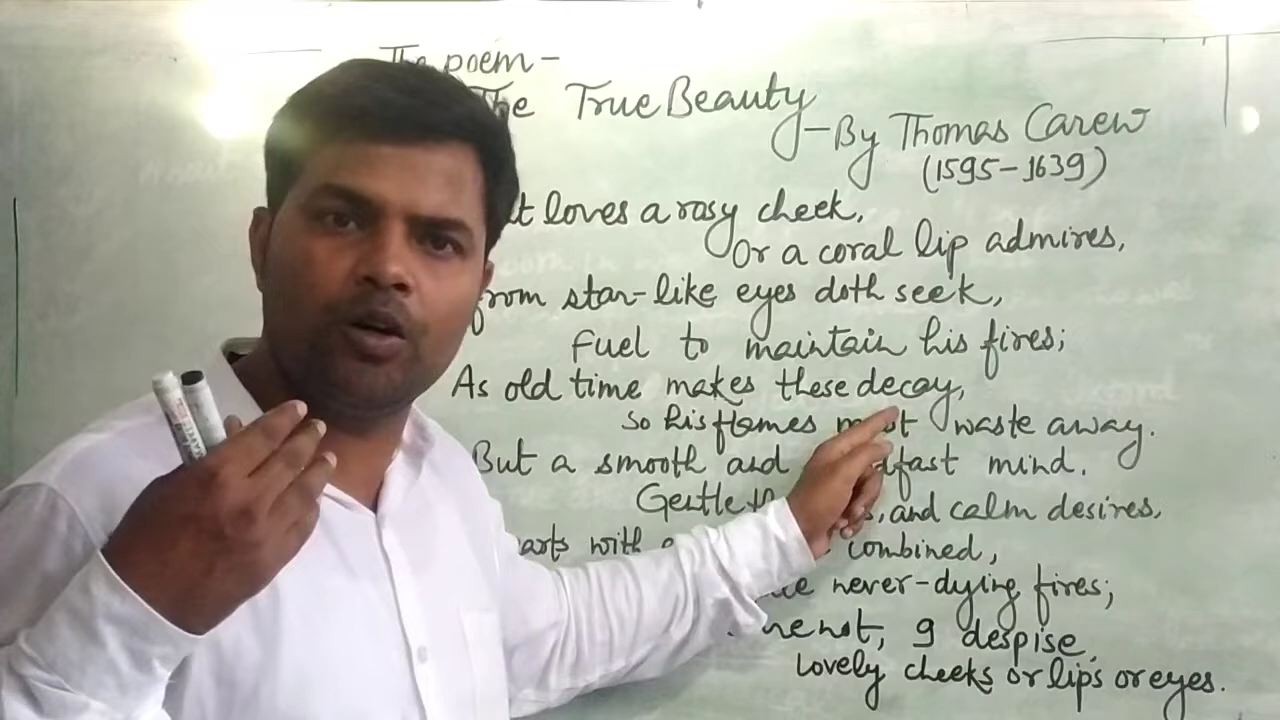 The poem-
The True Beauty
-By Thomas Carew
(1595-1639)
loves a rosy cheek,
Or a coral lip admires,
from star-like eyes doth seek,
Fuel to maintain his fires;
As old time makes these decay,
So his flames waste away.
But a smooth and mind.
and calm desires,
with combined,
never-dying fires;
not, I despise,
Lovely cheeks or lips or eyes.